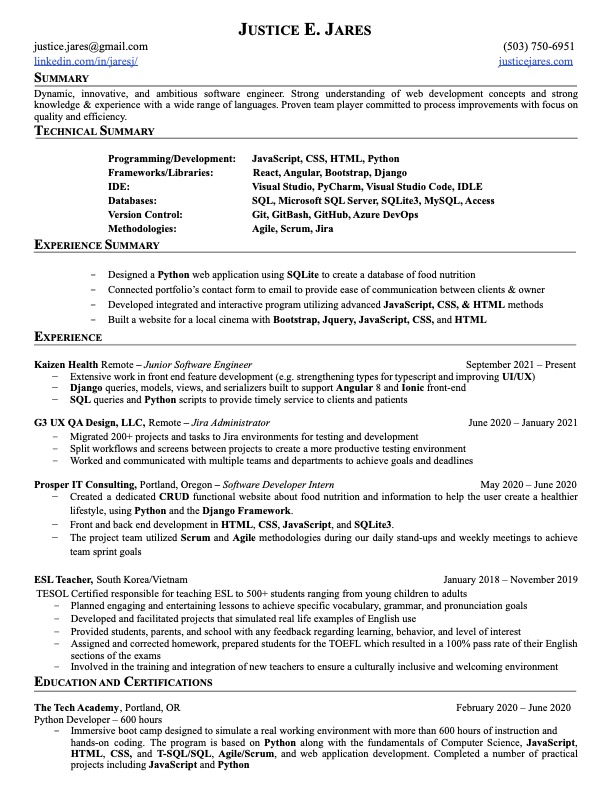 JUSTICE E. JARES
justice.jares@gmail.com (503) 750-6951
linkedin.com/in/jaresj/ justicejares.com
SUMMARY
Dynamic, innovative, and ambitious software engineer. Strong understanding of web development concepts and strong
knowledge & experience with a wide range of languages. Proven team player committed to process improvements with focus on
quality and efficiency.
TECHNICAL SUMMARY
Programming/Development: JavaScript, CSS, HTML, Python
Frameworks/Libraries: React, Angular, Bootstrap, Django
IDE: Visual Studio, PyCharm, Visual Studio Code, IDLE
Databases: SQL, Microsoft SQL Server, SQLite3, MySQL, Access
Version Control: Git, GitBash, GitHub, Azure DevOps
Methodologies: Agile, Scrum, Jira
EXPERIENCE SUMMARY
– Designed a Python web application using SQLite to create a database of food nutrition
– Connected portfolio's contact form to email to provide ease of communication between clients & owner
– Developed integrated and interactive program utilizing advanced JavaScript, CSS, & HTML methods
– Built a website for a local cinema with Bootstrap, Jquery, JavaScript, CSS, and HTML
EXPERIENCE
Kaizen Health Remote – Junior Software Engineer September 2021 – Present
– Extensive work in front end feature development (e.g. strengthening types for typescript and improving UI/UX)
– Django queries, models, views, and serializers built to support Angular 8 and Ionic front-end
– SQL queries and Python scripts to provide timely service to clients and patients
G3 UX QA Design, LLC, Remote – Jira Administrator June 2020 – January 2021
– Migrated 200+ projects and tasks to Jira environments for testing and development
– Split workflows and screens between projects to create a more productive testing environment
– Worked and communicated with multiple teams and departments to achieve goals and deadlines
Prosper IT Consulting, Portland, Oregon – Software Developer Intern May 2020 – June 2020
– Created a dedicated CRUD functional website about food nutrition and information to help the user create a healthier
lifestyle, using Python and the Django Framework.
– Front and back end development in HTML, CSS, JavaScript, and SQLite3.
– The project team utilized Scrum and Agile methodologies during our daily stand-ups and weekly meetings to achieve
team sprint goals
ESL Teacher, South Korea/Vietnam January 2018 – November 2019
TESOL Certified responsible for teaching ESL to 500+ students ranging from young children to adults
– Planned engaging and entertaining lessons to achieve specific vocabulary, grammar, and pronunciation goals
– Developed and facilitated projects that simulated real life examples of English use
– Provided students, parents, and school with any feedback regarding learning, behavior, and level of interest
– Assigned and corrected homework, prepared students for the TOEFL which resulted in a 100% pass rate of their English
sections of the exams
– Involved in the training and integration of new teachers to ensure a culturally inclusive and welcoming environment
EDUCATION AND CERTIFICATIONS
The Tech Academy, Portland, OR February 2020 – June 2020
Python Developer – 600 hours
– Immersive boot camp designed to simulate a real working environment with more than 600 hours of instruction and
hands-on coding. The program is based on Python along with the fundamentals of Computer Science, JavaScript,
HTML, CSS, and T-SQL/SQL, Agile/Scrum, and web application development. Completed a number of practical
projects including JavaScript and Python